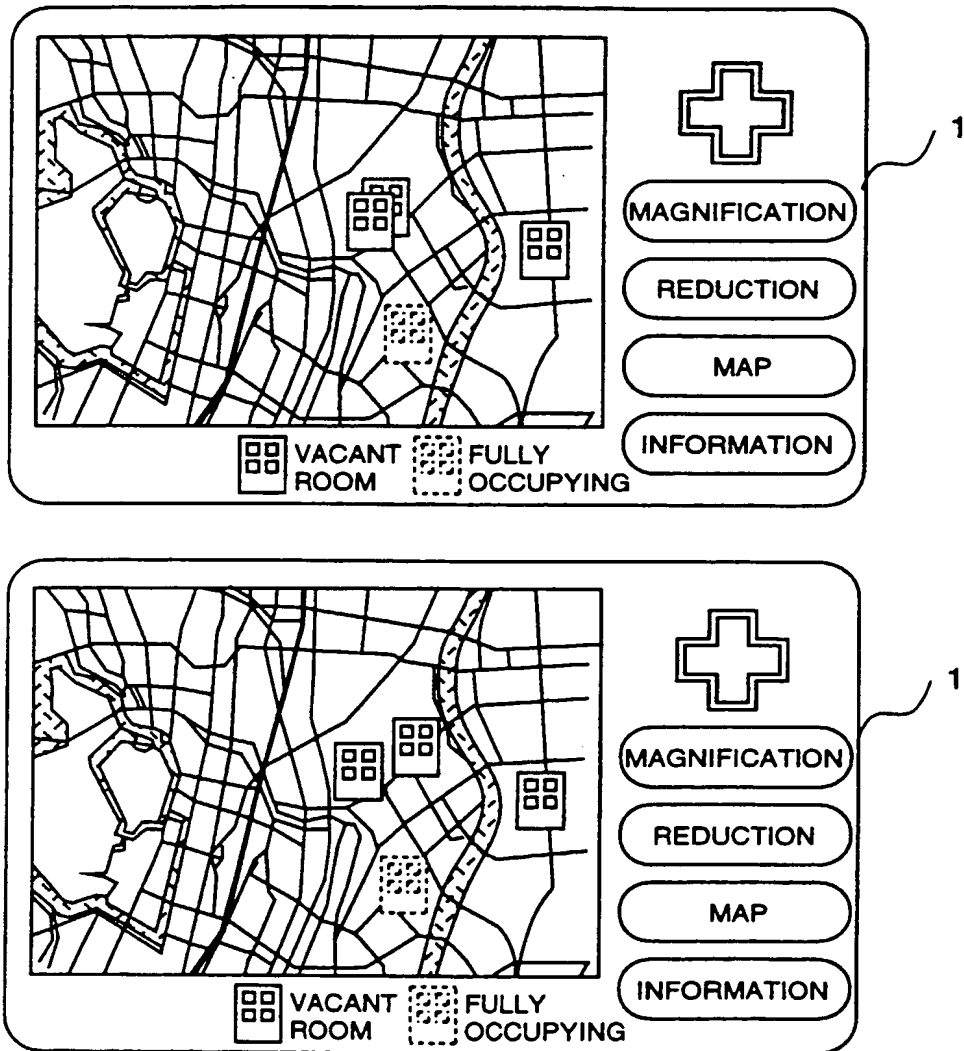 1
MAGNIFICATION
REDUCTION
MAP
INFORMATION
VACANT ROOM
FULLY OCCUPYING
1
MAGNIFICATION
REDUCTION
MAP
INFORMATION
VACANT ROOM
FULLY OCCUPYING